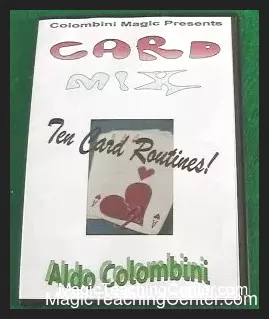 Colombini Magic Presents
CARD
MIX
Ten Card Routines!
A
A
Aldo Colombini
MagicTeachingCenter.com
MagicTeachingCenter.com